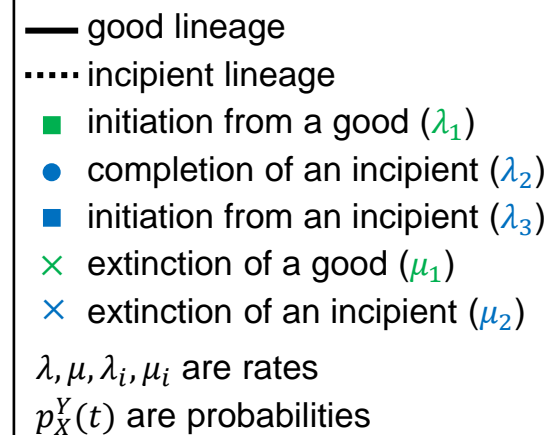 good lineage
incipient lineage
initiation from a good (λ₁)
completion of an incipient (λ₂)
initiation from an incipient (λ₃)
extinction of a good (μ₁)
extinction of an incipient (μ₂)
λ, μ, λᵢ, μᵢ are rates
p_X^Y(t) are probabilities